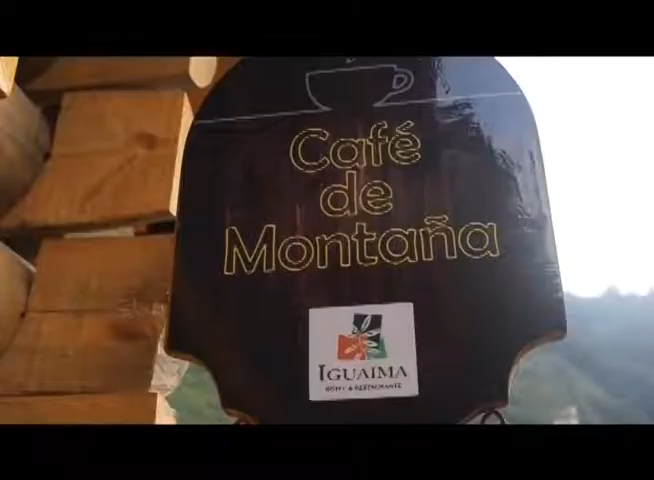 Café
de
Montaña
IGUAIMA
HOTEL & RESTAURANTE